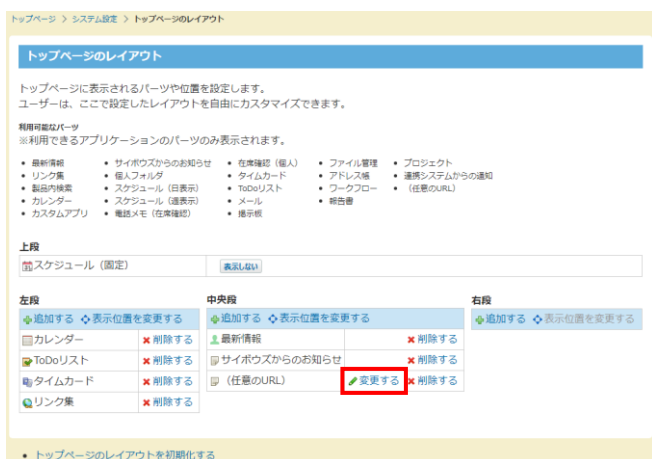 トップページ > システム設定 > トップページのレイアウト
トップページのレイアウト
トップページに表示されるパーツや位置を設定します。
ユーザーは、ここで設定したレイアウトを自由にカスタマイズできます。
利用可能なパーツ
※利用できるアプリケーションのパーツのみ表示されます。
• 最新情報 • サイボウズからのお知らせ • 在席確認（個人） • ファイル管理 • プロジェクト
• リンク集 • 個人フォルダ • タイムカード • アドレス帳 • 連携システムからの通知
• 製品内検索 • スケジュール（日表示） • ToDoリスト • ワークフロー • （任意のURL）
• カレンダー • スケジュール（週表示） • メール • 報告書
• カスタムアプリ • 電話メモ（在席確認） • 掲示板
上段
スケジュール（固定） 表示しない
左段 中央段 右段
追加する 表示位置を変更する 追加する 表示位置を変更する 追加する 表示位置を変更する
カレンダー 削除する 最新情報 削除する
ToDoリスト 削除する サイボウズからのお知らせ 削除する
タイムカード 削除する （任意のURL） 変更する 削除する
リンク集 削除する
• トップページのレイアウトを初期化する